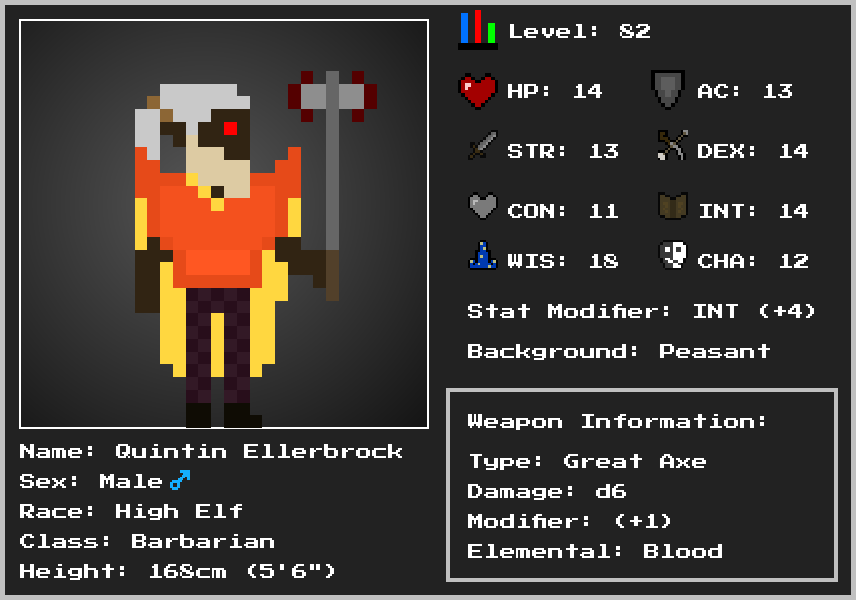 Level: 82
HP: 14
AC: 13
STR: 13
DEX: 14
CON: 11
INT: 14
WIS: 18
CHA: 12
Stat Modifier: INT (+4)
Background: Peasant
Weapon Information:
Type: Great Axe
Damage: d6
Modifier: (+1)
Elemental: Blood
Name: Quintin Ellerbrock
Sex: Male♂
Race: High Elf
Class: Barbarian
Height: 168cm (5'6")